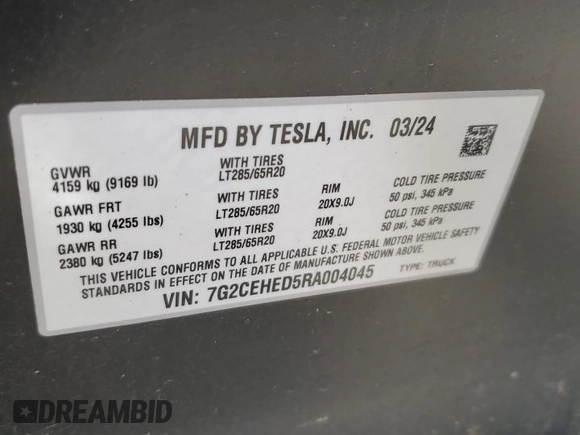 MFD BY TESLA, INC. 03/24
GVWR WITH TIRES
4159 kg (9169 lb) LT285/65R20
GAWR FRT WITH TIRES RIM COLD TIRE PRESSURE
1930 kg (4255 lbs) LT285/65R20 20X9.0J 50 psi, 345 kPa
GAWR RR WITH TIRES RIM COLD TIRE PRESSURE
2380 kg (5247 lbs) LT285/65R20 20X9.0J 50 psi, 345 kPa
THIS VEHICLE CONFORMS TO ALL APPLICABLE U.S. FEDERAL MOTOR VEHICLE SAFETY
STANDARDS IN EFFECT ON THE DATE OF MANUFACTURE SHOWN ABOVE.
VIN: 7G2CEHED5RA004045 TYPE: TRUCK
DREAMBID